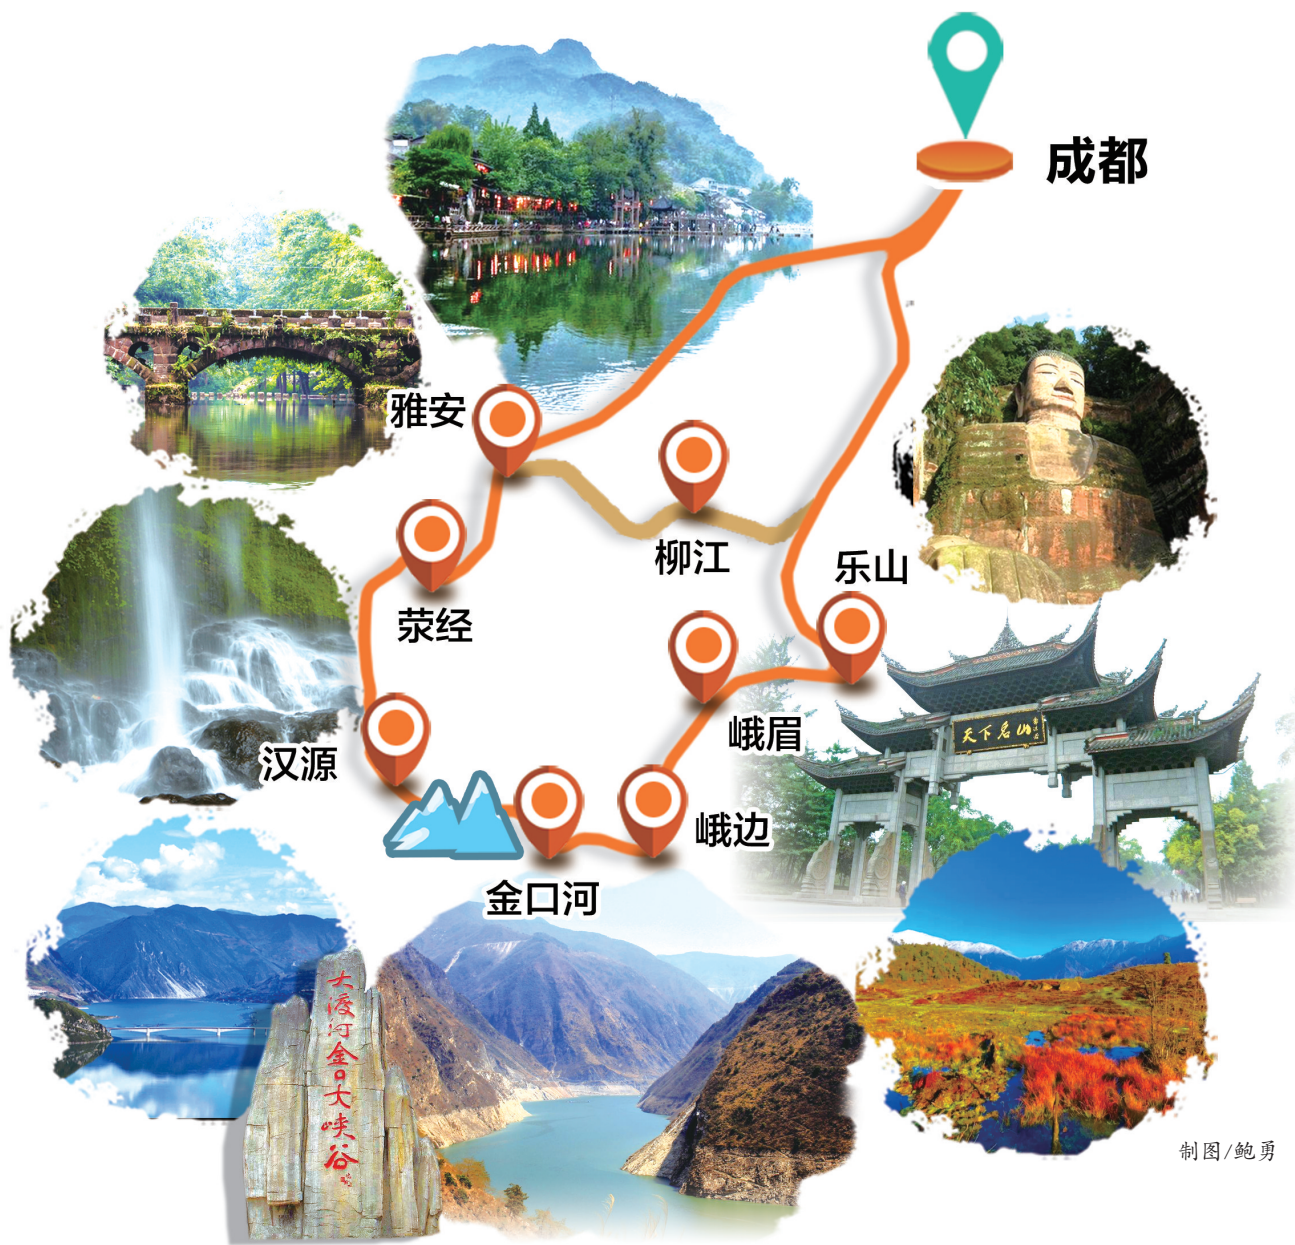 成都
雅安
柳江
乐山
荥经
峨眉
汉源
峨边
金口河
天下名山
大渡河金口大峡谷
制图/鲍勇